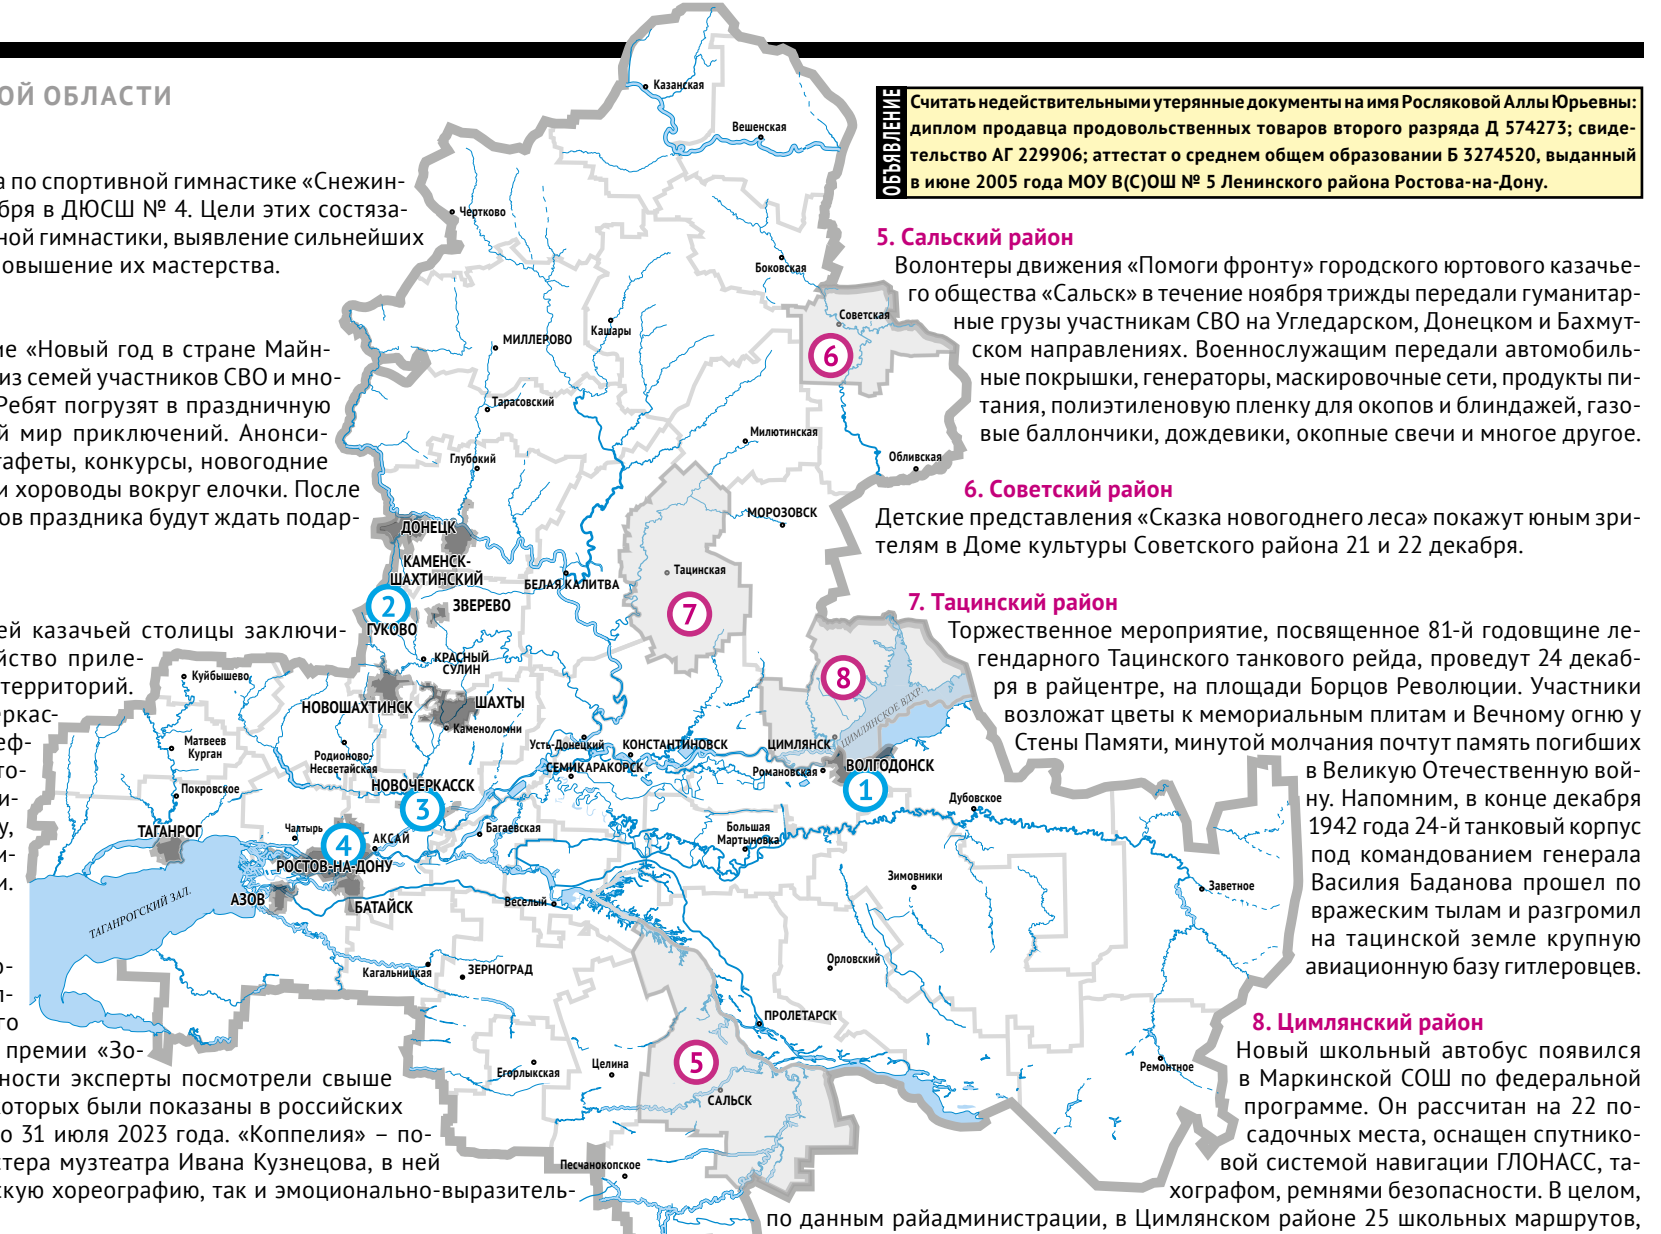 ОЙ ОБЛАСТИ
а по спортивной гимнастике «Снежин-
бря в ДЮСШ № 4. Цели этих состяза-
ной гимнастики, выявление сильнейших
овышение их мастерства.
ие «Новый год в стране Майн-
из семей участников СВО и мно-
Ребят погрузят в праздничную
й мир приключений. Анонси-
тафеты, конкурсы, новогодние
и хороводы вокруг елочки. После
ов праздника будут ждать подар-
ей казачьей столицы заключи-
йство приле-
территорий.
еркас-
еф-
то-
и-
у,
и-
и.
о-
л-
го
премии «Зо-
ности эксперты посмотрели свыше
которых были показаны в российских
о 31 июля 2023 года. «Коппелия» – по-
стера музтеатра Ивана Кузнецова, в ней
скую хореографию, так и эмоционально-выразитель-
Казанская
Вешенская
Чертково
Боковская
Советская
6
МИЛЛЕРОВО
Кашары
Тарасовский
Милютинская
Глубокий
Обливская
МОРОЗОВСК
ДОНЕЦК
КАМЕНСК-
ШАХТИНСКИЙ
БЕЛАЯ КАЛИТВА
Тацинская
7
2
ЗВЕРЕВО
ГУКОВО
КРАСНЫЙ
СУЛИН
Куйбышево
8
НОВОШАХТИНСК
ШАХТЫ
Каменоломни
ЦИМЛЯНСКОЕ ВДХР.
Матвеев
Курган
Родионово-
Несветайская
Усть-Донецкий
КОНСТАНТИНОВСК
ЦИМЛЯНСК
СЕМИКАРАКОРСК
Романовская
ВОЛГОДОНСК
1
Покровское
НОВОЧЕРКАССК
3
Дубовское
ТАГАНРОГ
Чалтырь
4
АКСАЙ
Багаевская
Большая
Мартыновка
РОСТОВ-НА-ДОНУ
Зимовники
Заветное
АЗОВ
БАТАЙСК
Веселый
ТАГАНРОГСКИЙ ЗАЛ.
Кагальницкая
ЗЕРНОГРАД
Орловский
ПРОЛЕТАРСК
Егорлыкская
Целина
5
Ремонтное
САЛЬСК
Песчанокопское
ОБЪЯВЛЕНИЕ
Считать недействительными утерянные документы на имя Росляковой Аллы Юрьевны:
диплом продавца продовольственных товаров второго разряда Д 574273; свиде-
тельство АГ 229906; аттестат о среднем общем образовании Б 3274520, выданный
в июне 2005 года МОУ В(С)ОШ № 5 Ленинского района Ростова-на-Дону.
5. Сальский район
Волонтеры движения «Помоги фронту» городского юртового казачье-
го общества «Сальск» в течение ноября трижды передали гуманитар-
ные грузы участникам СВО на Угледарском, Донецком и Бахмут-
ском направлениях. Военнослужащим передали автомобиль-
ные покрышки, генераторы, маскировочные сети, продукты пи-
тания, полиэтиленовую пленку для окопов и блиндажей, газо-
вые баллончики, дождевики, окопные свечи и многое другое.
6. Советский район
Детские представления «Сказка новогоднего леса» покажут юным зри-
телям в Доме культуры Советского района 21 и 22 декабря.
7. Тацинский район
Торжественное мероприятие, посвященное 81-й годовщине ле-
гендарного Тацинского танкового рейда, проведут 24 декаб-
ря в райцентре, на площади Борцов Революции. Участники
возложат цветы к мемориальным плитам и Вечному огню у
Стены Памяти, минутой молчания почтут память погибших
в Великую Отечественную вой-
ну. Напомним, в конце декабря
1942 года 24-й танковый корпус
под командованием генерала
Василия Баданова прошел по
вражеским тылам и разгромил
на тацинской земле крупную
авиационную базу гитлеровцев.
8. Цимлянский район
Новый школьный автобус появился
в Маркинской СОШ по федеральной
программе. Он рассчитан на 22 по-
садочных места, оснащен спутнико-
вой системой навигации ГЛОНАСС, та-
хографом, ремнями безопасности. В целом,
по данным райадминистрации, в Цимлянском районе 25 школьных маршрутов,